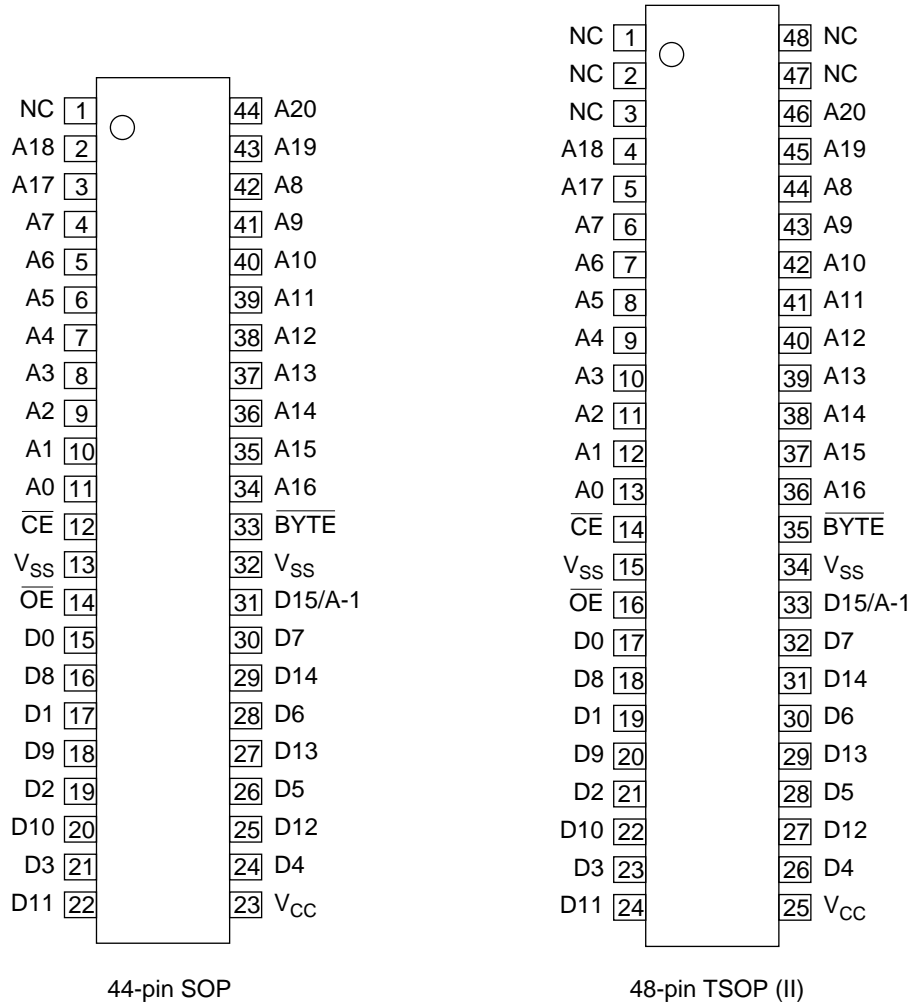 NC 1
A18 2
A17 3
A7 4
A6 5
A5 6
A4 7
A3 8
A2 9
A1 10
A0 11
CE 12
VSS 13
OE 14
D0 15
D8 16
D1 17
D9 18
D2 19
D10 20
D3 21
D11 22
44 A20
43 A19
42 A8
41 A9
40 A10
39 A11
38 A12
37 A13
36 A14
35 A15
34 A16
33 BYTE
32 VSS
31 D15/A-1
30 D7
29 D14
28 D6
27 D13
26 D5
25 D12
24 D4
23 VCC
44-pin SOP
NC 1
NC 2
NC 3
A18 4
A17 5
A7 6
A6 7
A5 8
A4 9
A3 10
A2 11
A1 12
A0 13
CE 14
VSS 15
OE 16
D0 17
D8 18
D1 19
D9 20
D2 21
D10 22
D3 23
D11 24
48 NC
47 NC
46 A20
45 A19
44 A8
43 A9
42 A10
41 A11
40 A12
39 A13
38 A14
37 A15
36 A16
35 BYTE
34 VSS
33 D15/A-1
32 D7
31 D14
30 D6
29 D13
28 D5
27 D12
26 D4
25 VCC
48-pin TSOP (II)